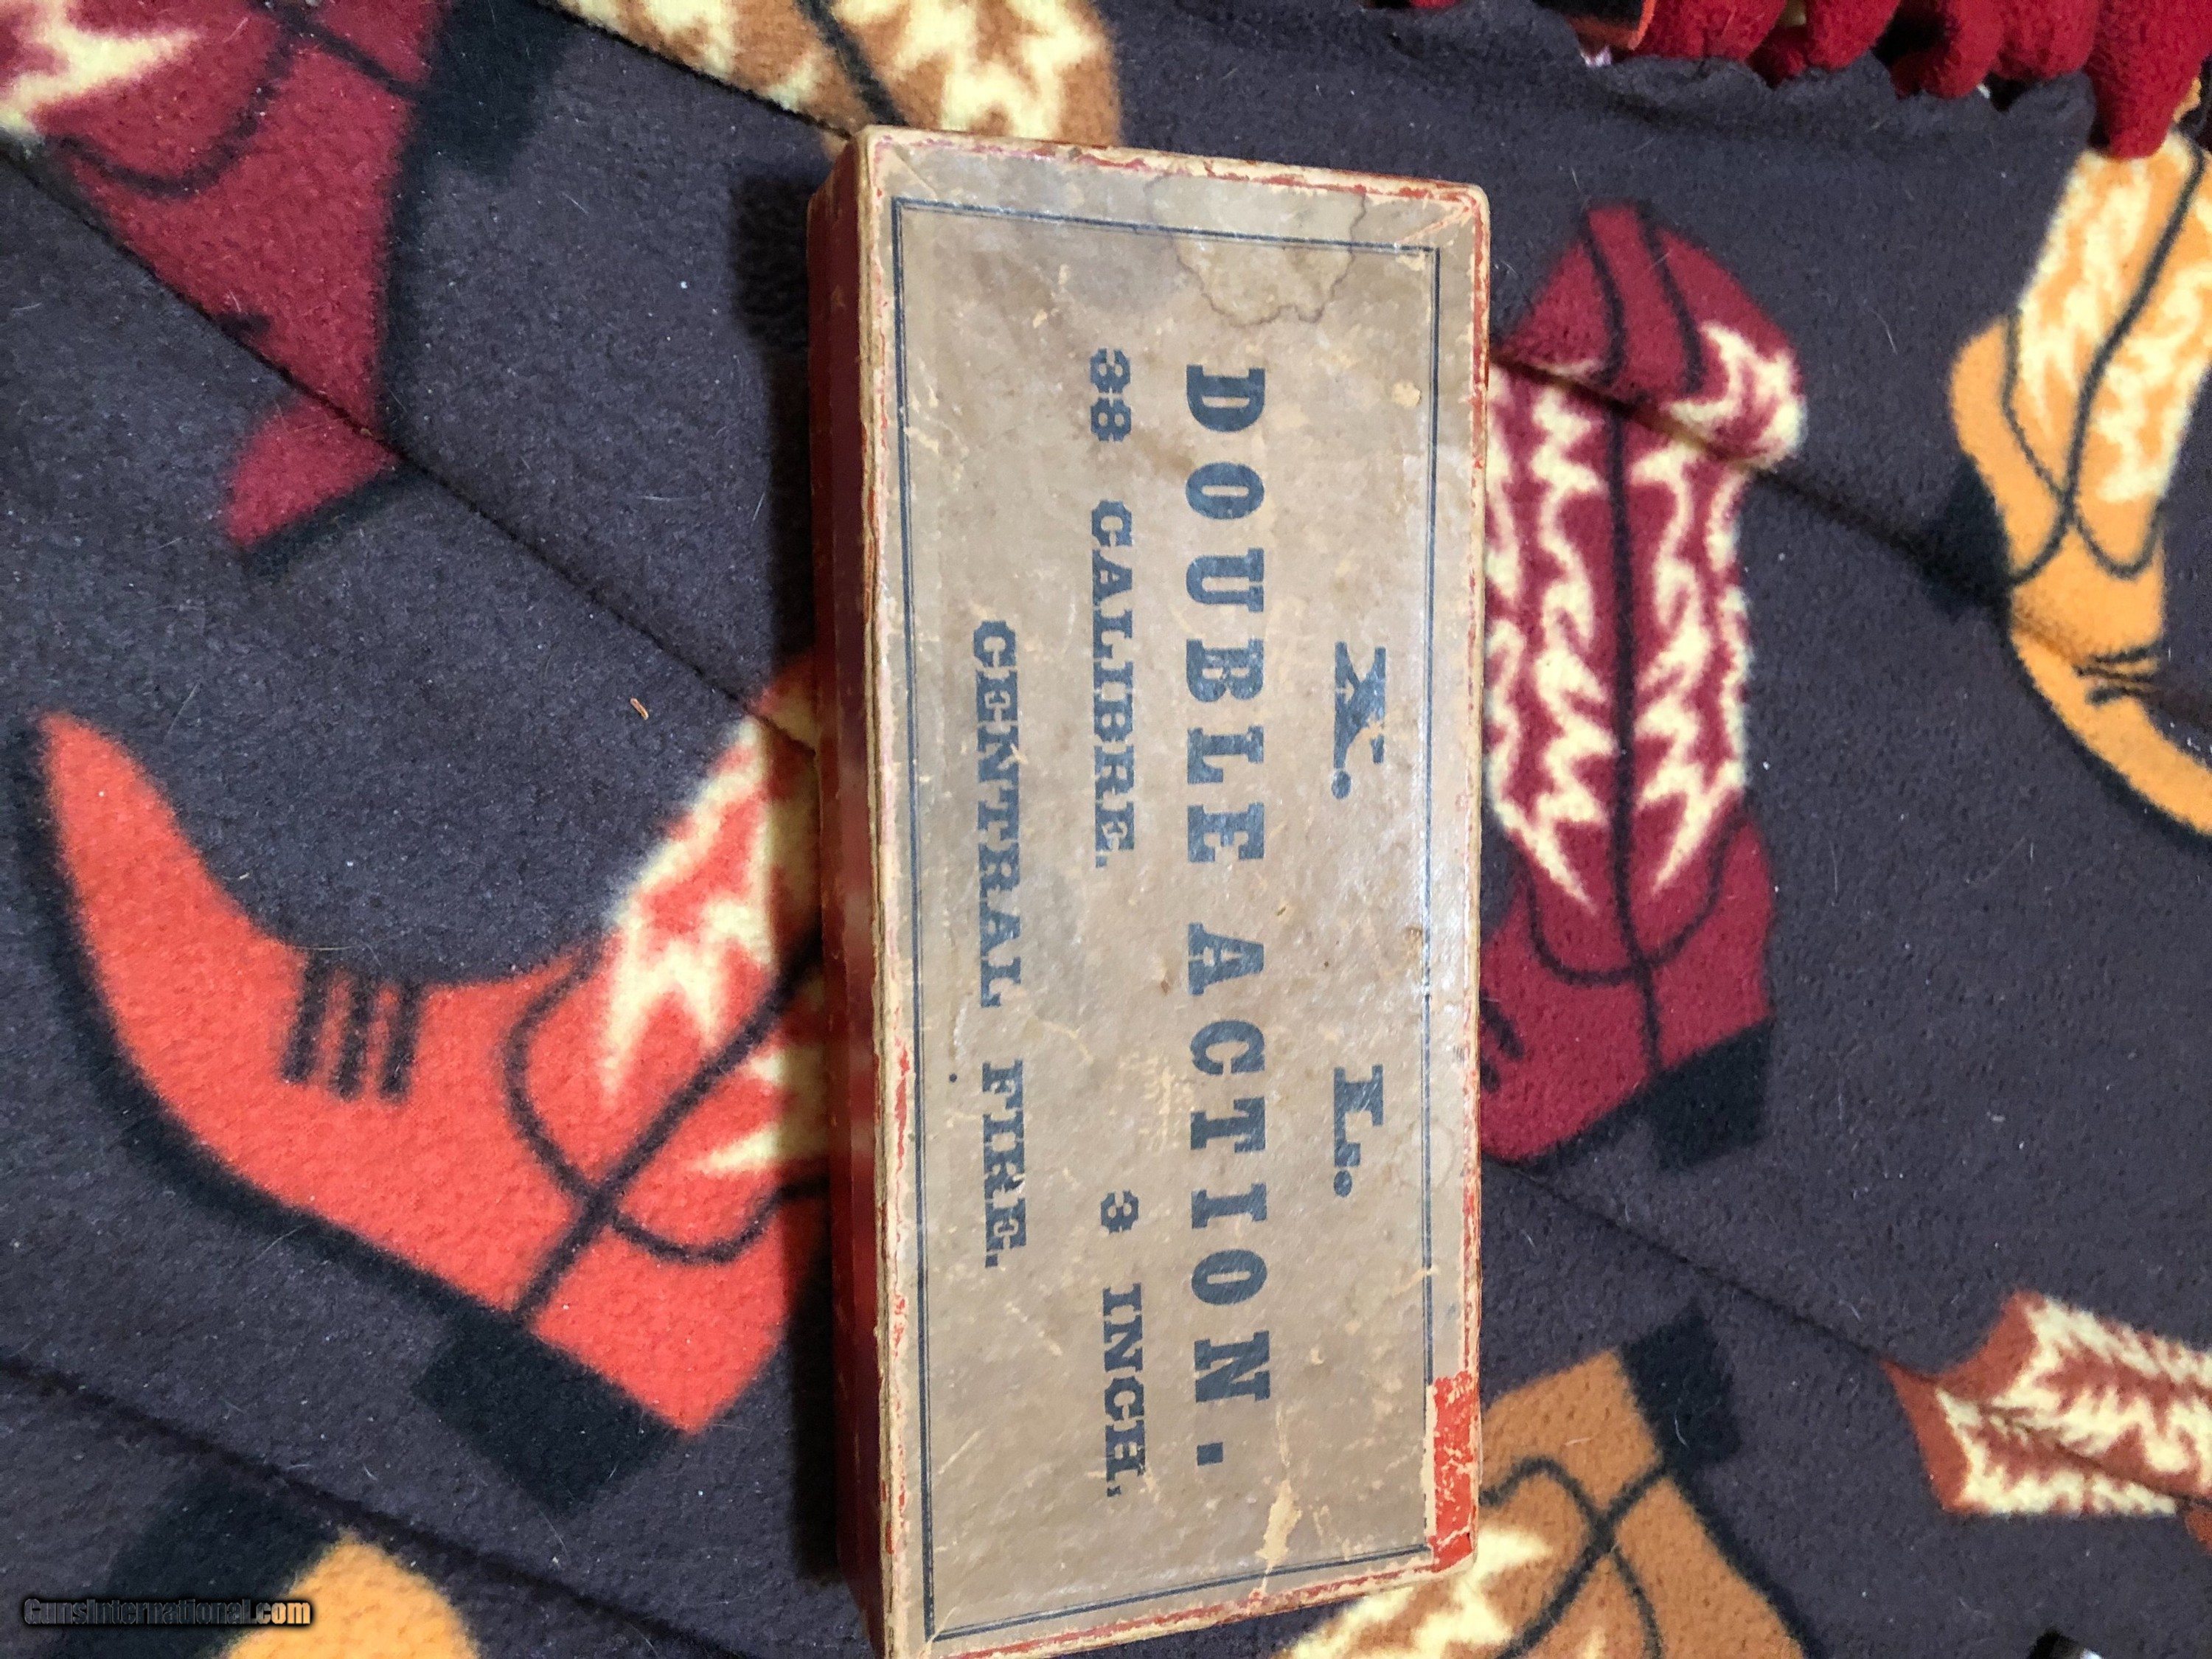 X. L.
DOUBLE ACTION.
38 CALIBRE. 3 INCH.
CENTRAL FIRE.
GunsInternational.com